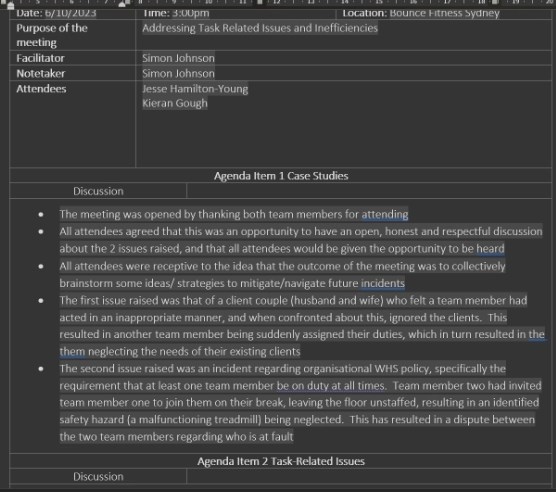 Date: 6/10/2023 Time: 3:00pm Location: Bounce Fitness Sydney
Purpose of the meeting Addressing Task Related Issues and Inefficiencies
Facilitator Simon Johnson
Notetaker Simon Johnson
Attendees Jesse Hamilton-Young
Kieran Gough
Agenda Item 1 Case Studies
Discussion
• The meeting was opened by thanking both team members for attending
• All attendees agreed that this was an opportunity to have an open, honest and respectful discussion
about the 2 issues raised, and that all attendees would be given the opportunity to be heard
• All attendees were receptive to the idea that the outcome of the meeting was to collectively
brainstorm some ideas/ strategies to mitigate/navigate future incidents
• The first issue raised was that of a client couple (husband and wife) who felt a team member had
acted in an inappropriate manner, and when confronted about this, ignored the clients. This
resulted in another team member being suddenly assigned their duties, which in turn resulted in the
them neglecting the needs of their existing clients
• The second issue raised was an incident regarding organisational WHS policy, specifically the
requirement that at least one team member be on duty at all times. Team member two had invited
team member one to join them on their break, leaving the floor unstaffed, resulting in an identified
safety hazard (a malfunctioning treadmill) being neglected. This has resulted in a dispute between
the two team members regarding who is at fault
Agenda Item 2 Task-Related Issues
Discussion